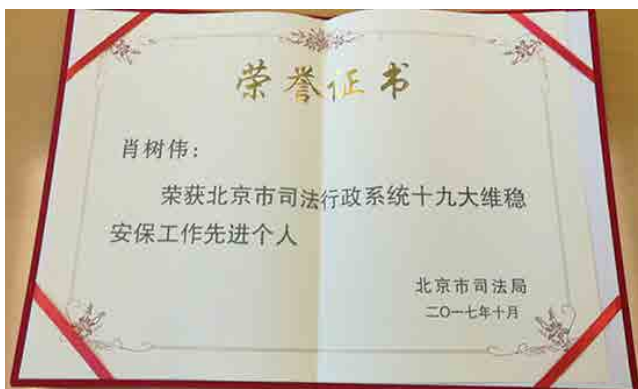 荣誉证书
肖树伟：
荣获北京市司法行政系统十九大维稳
安保工作先进个人
北京市司法局
二〇一七年十月